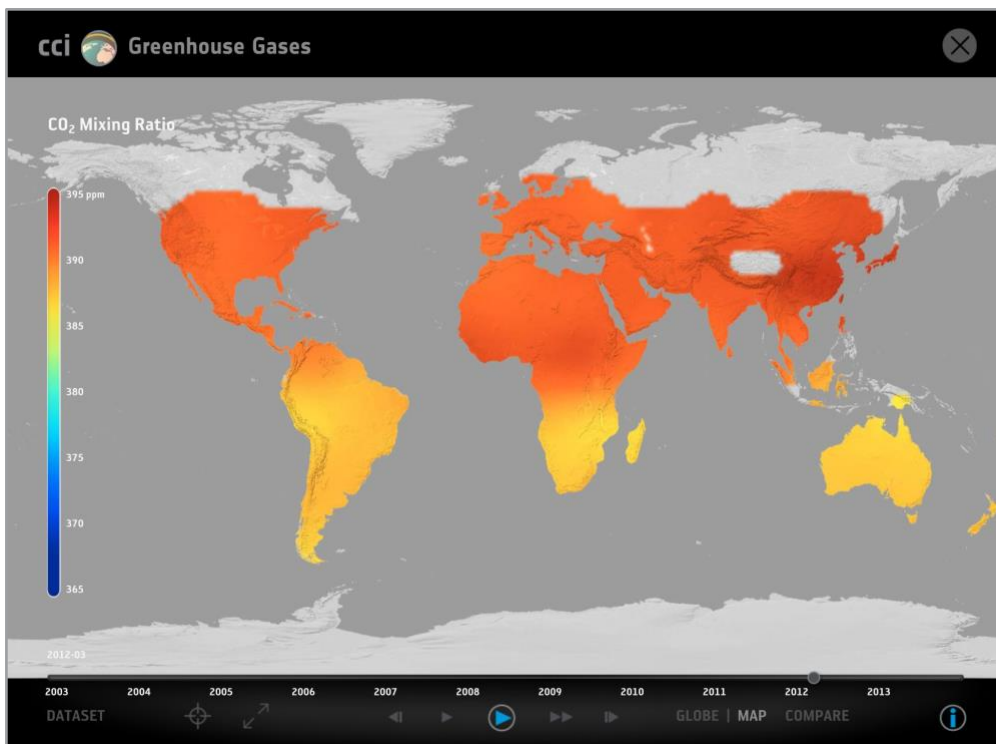 cci Greenhouse Gases
CO₂ Mixing Ratio
395 ppm
390
385
380
375
370
365
2012-03
2003 2004 2005 2006 2007 2008 2009 2010 2011 2012 2013
DATASET GLOBE | MAP COMPARE